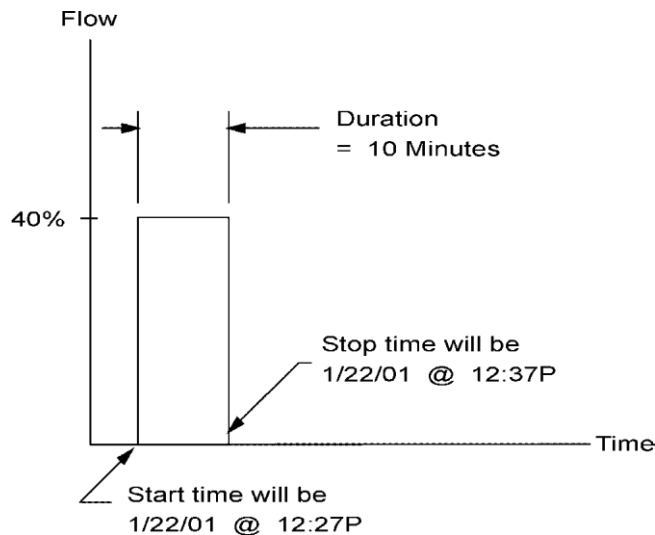 Flow
Duration
= 10 Minutes
40%
Stop time will be
1/22/01 @ 12:37P
Time
Start time will be
1/22/01 @ 12:27P